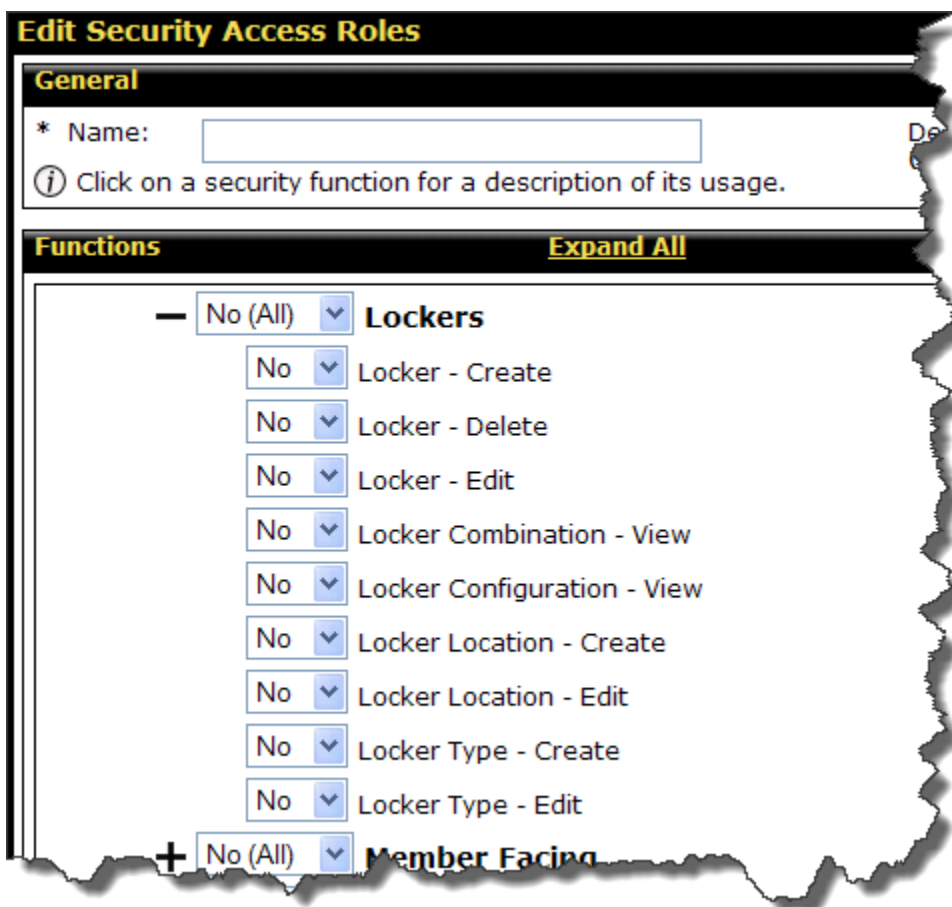 Edit Security Access Roles
General
* Name:
De
Click on a security function for a description of its usage.
Functions Expand All
No (All) Lockers
No Locker - Create
No Locker - Delete
No Locker - Edit
No Locker Combination - View
No Locker Configuration - View
No Locker Location - Create
No Locker Location - Edit
No Locker Type - Create
No Locker Type - Edit
No (All) Member Facing